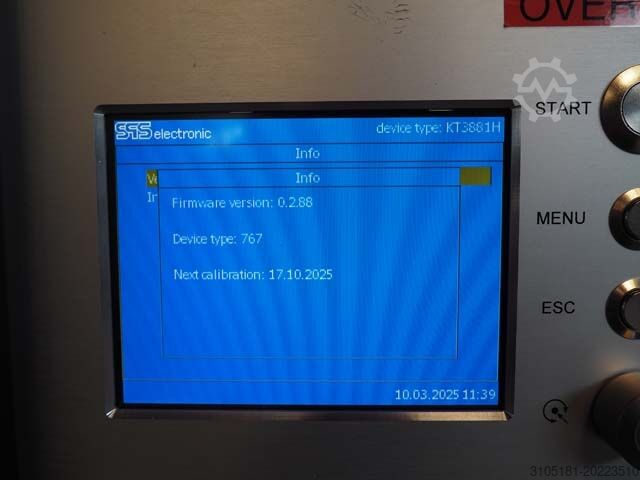 OVER
START
SES electronic
device type: KT3881H
Info
Info
Firmware version: 0.2.88
MENU
Device type: 767
Next calibration: 17.10.2025
ESC
10.03.2025 11:39
3105181-20223510